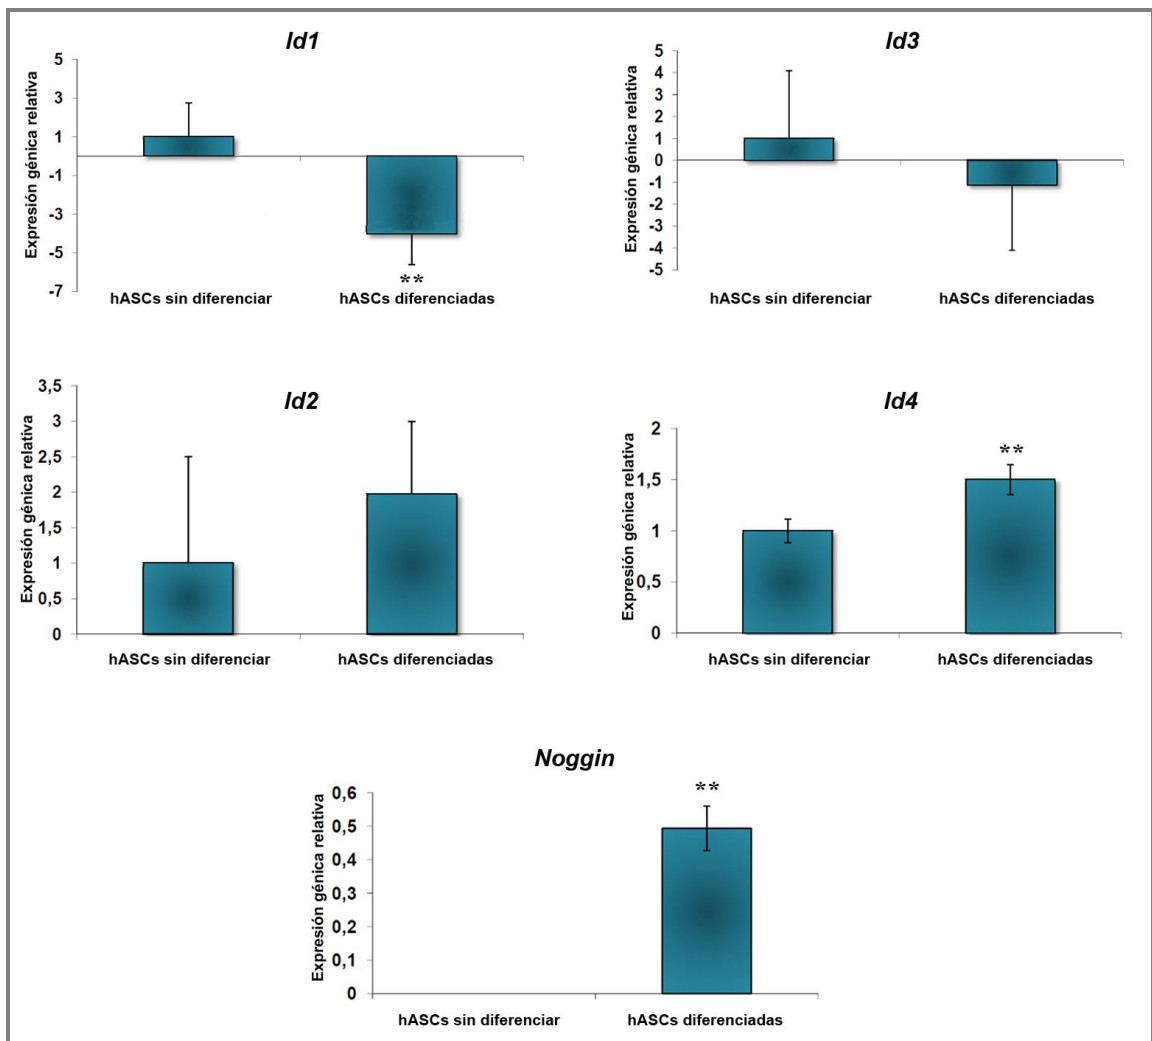 Id1
Expresión génica relativa
5
3
1
-1
-3
-5
-7
**
hASCs sin diferenciar
hASCs diferenciadas
Id3
Expresión génica relativa
5
4
3
2
1
0
-1
-2
-3
-4
-5
hASCs sin diferenciar
hASCs diferenciadas
Id2
Expresión génica relativa
3,5
3
2,5
2
1,5
1
0,5
0
hASCs sin diferenciar
hASCs diferenciadas
Id4
Expresión génica relativa
2
1,5
1
0,5
0
**
hASCs sin diferenciar
hASCs diferenciadas
Noggin
Expresión génica relativa
0,6
0,5
0,4
0,3
0,2
0,1
0
**
hASCs sin diferenciar
hASCs diferenciadas